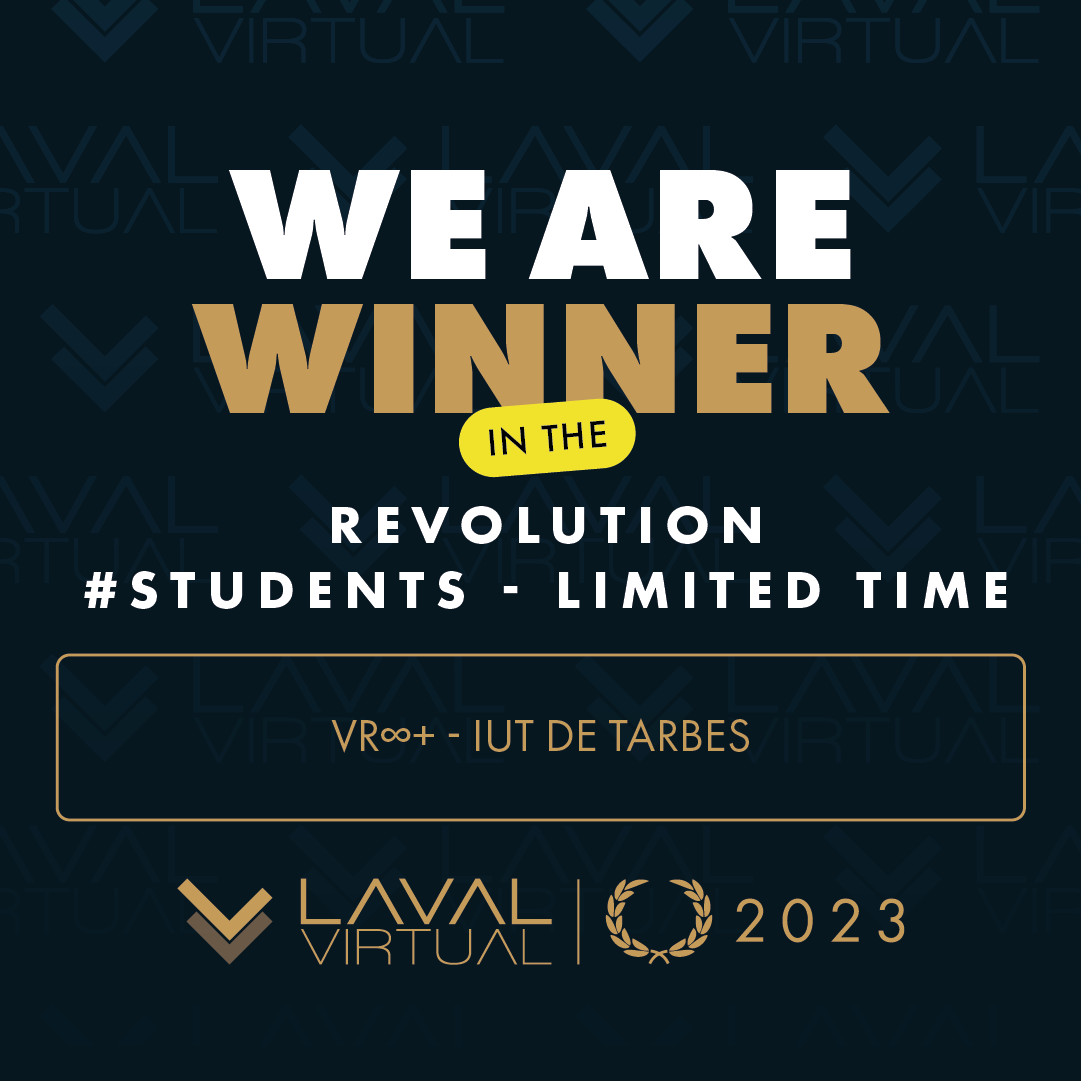 WE ARE
WINNER
IN THE
REVOLUTION
#STUDENTS - LIMITED TIME
VR∞+ - IUT DE TARBES
LAVAL
VIRTUAL
2023